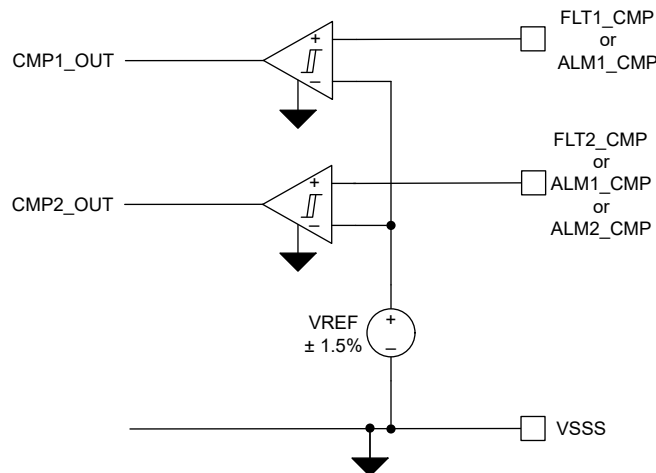 FLT1_CMP
or
ALM1_CMP
CMP1_OUT
+
−
FLT2_CMP
or
ALM1_CMP
or
ALM2_CMP
CMP2_OUT
+
−
VREF
± 1.5%
+
−
VSSS